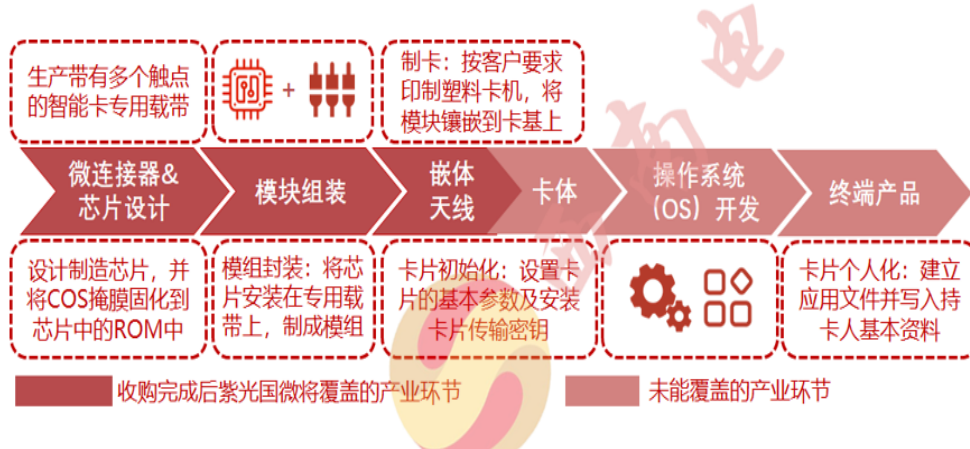 生产带有多个触点
的智能卡专用载带
+
制卡：按客户要求
印制塑料卡机，将
模块镶嵌到卡基上
微连接器&
芯片设计
模块组装
嵌体
天线
卡体
操作系统
（OS）开发
终端产品
设计制造芯片，并
将COS掩膜固化到
芯片中的ROM中
模组封装：将芯
片安装在专用载
带上，制成模组
卡片初始化：设置卡
片的基本参数及安装
卡片传输密钥
卡片个人化：建立
应用文件并写入持
卡人基本资料
收购完成后紫光国微将覆盖的产业环节
未能覆盖的产业环节